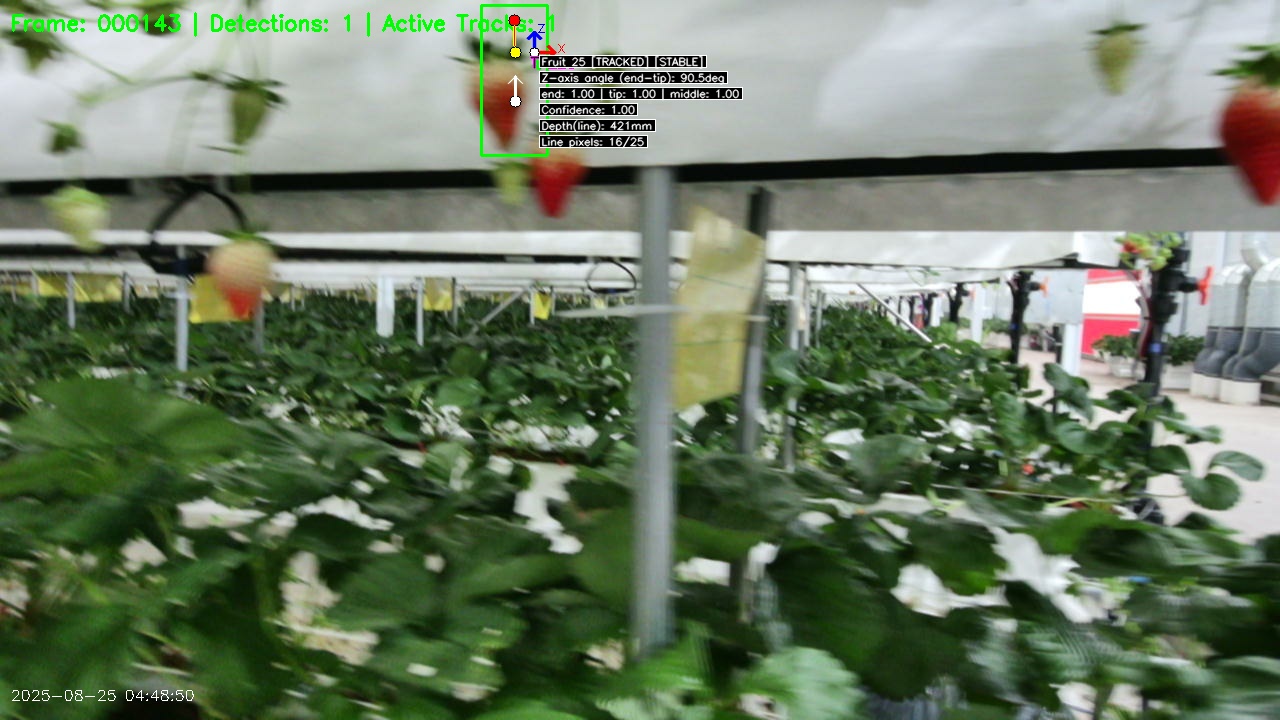 Frame: 000143 | Detections: 1 | Active Tracks: 1
Z
X
Fruit 25 [TRACKED] [STABLE]
Z-axis angle (end-tip): 90.5deg
end: 1.00 | tip: 1.00 | middle: 1.00
Confidence: 1.00
Depth(line): 421mm
Line pixels: 16/25
2025-08-25 04:48:50